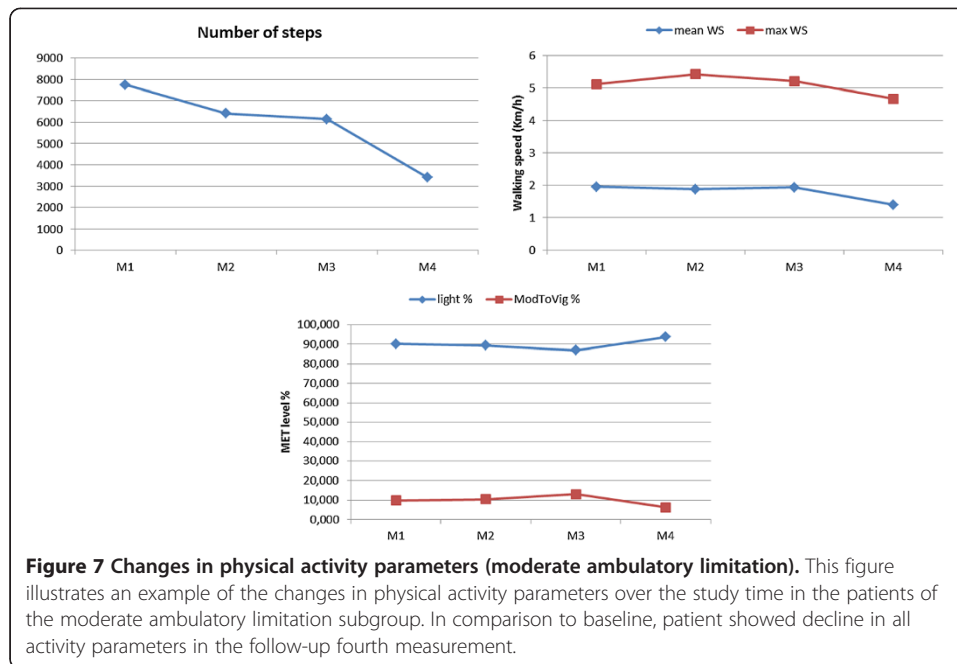 Number of steps
9000
8000
7000
6000
5000
4000
3000
2000
1000
0
M1 M2 M3 M4
mean WS max WS
Walking speed (Km/h)
6
5
4
3
2
1
0
M1 M2 M3 M4
light % ModToVig %
MET level %
100,000
90,000
80,000
70,000
60,000
50,000
40,000
30,000
20,000
10,000
0,000
M1 M2 M3 M4
Figure 7 Changes in physical activity parameters (moderate ambulatory limitation). This figure
illustrates an example of the changes in physical activity parameters over the study time in the patients of
the moderate ambulatory limitation subgroup. In comparison to baseline, patient showed decline in all
activity parameters in the follow-up fourth measurement.